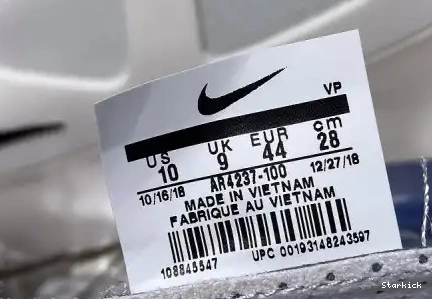 VP
US UK EUR cm
10 9 44 28
10/16/18 AR4237-100 12/27/18
MADE IN VIETNAM
FABRIQUE AU VIETNAM
108845547 UPC 00193148243597
Starkick